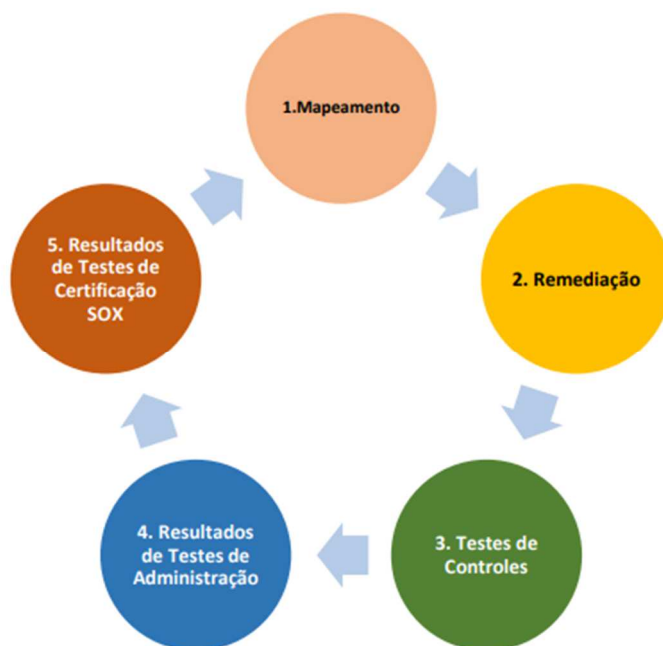 1.Mapeamento
2. Remediação
3. Testes de
Controles
4. Resultados
de Testes de
Administração
5. Resultados
de Testes de
Certificação
SOX